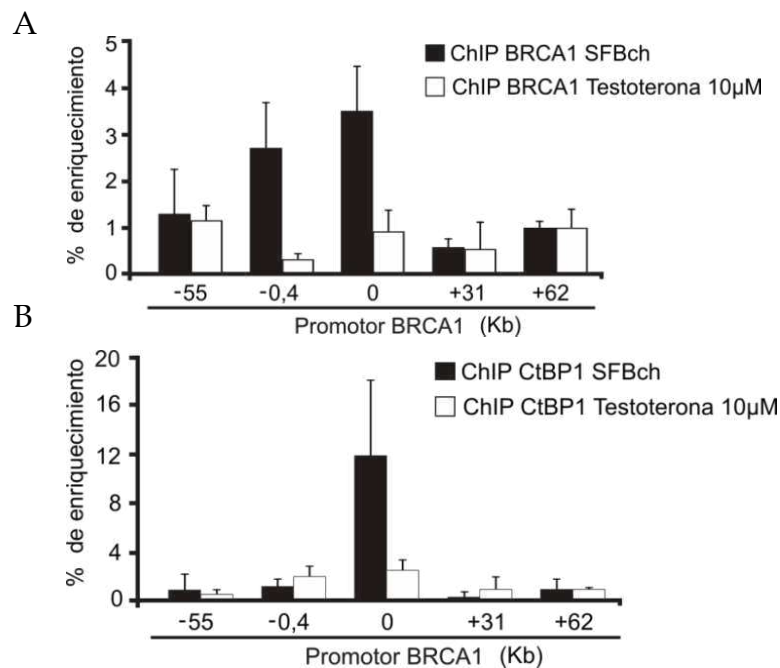 A
5
4
3
2
1
0
% de enriquecimiento
ChIP BRCA1 SFBch
ChIP BRCA1 Testoterona 10µM
-55 -0,4 0 +31 +62
Promotor BRCA1 (Kb)
B
20
16
12
8
4
0
% de enriquecimiento
ChIP CtBP1 SFBch
ChIP CtBP1 Testoterona 10µM
-55 -0,4 0 +31 +62
Promotor BRCA1 (Kb)